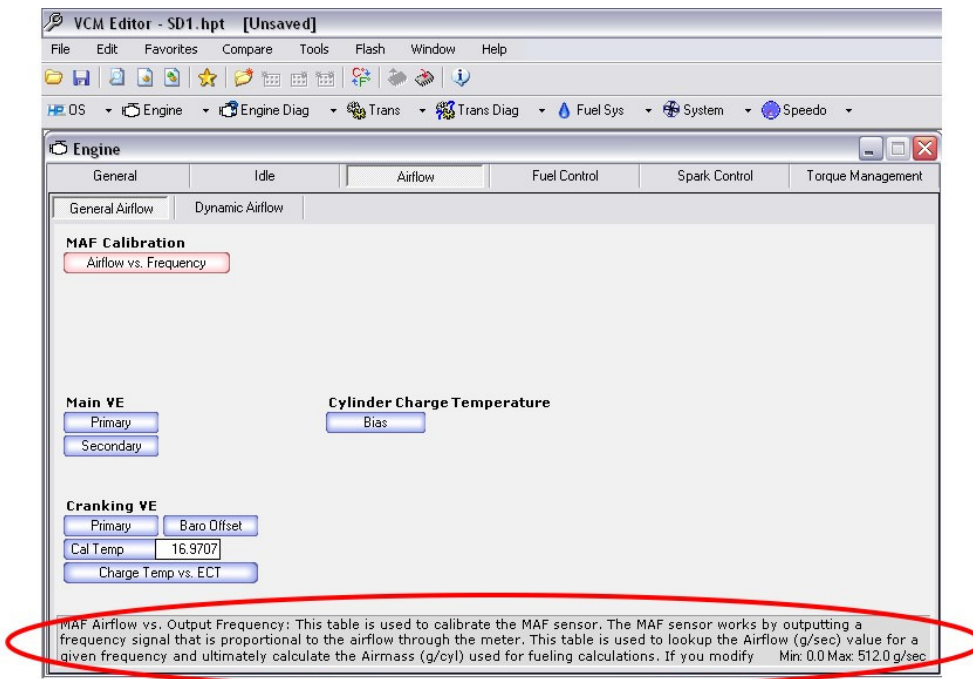 VCM Editor - SD1.hpt [Unsaved]
File Edit Favorites Compare Tools Flash Window Help
HP OS Engine Engine Diag Trans Trans Diag Fuel Sys System Speedo
Engine
General Idle Airflow Fuel Control Spark Control Torque Management
General Airflow Dynamic Airflow
MAF Calibration
Airflow vs. Frequency
Main VE Cylinder Charge Temperature
Primary Bias
Secondary
Cranking VE
Primary Baro Offset
Cal Temp 16.9707
Charge Temp vs. ECT
MAF Airflow vs. Output Frequency: This table is used to calibrate the MAF sensor. The MAF sensor works by outputting a
frequency signal that is proportional to the airflow through the meter. This table is used to lookup the Airflow (g/sec) value for a
given frequency and ultimately calculate the Airmass (g/cyl) used for fueling calculations. If you modify Min: 0.0 Max: 512.0 g/sec